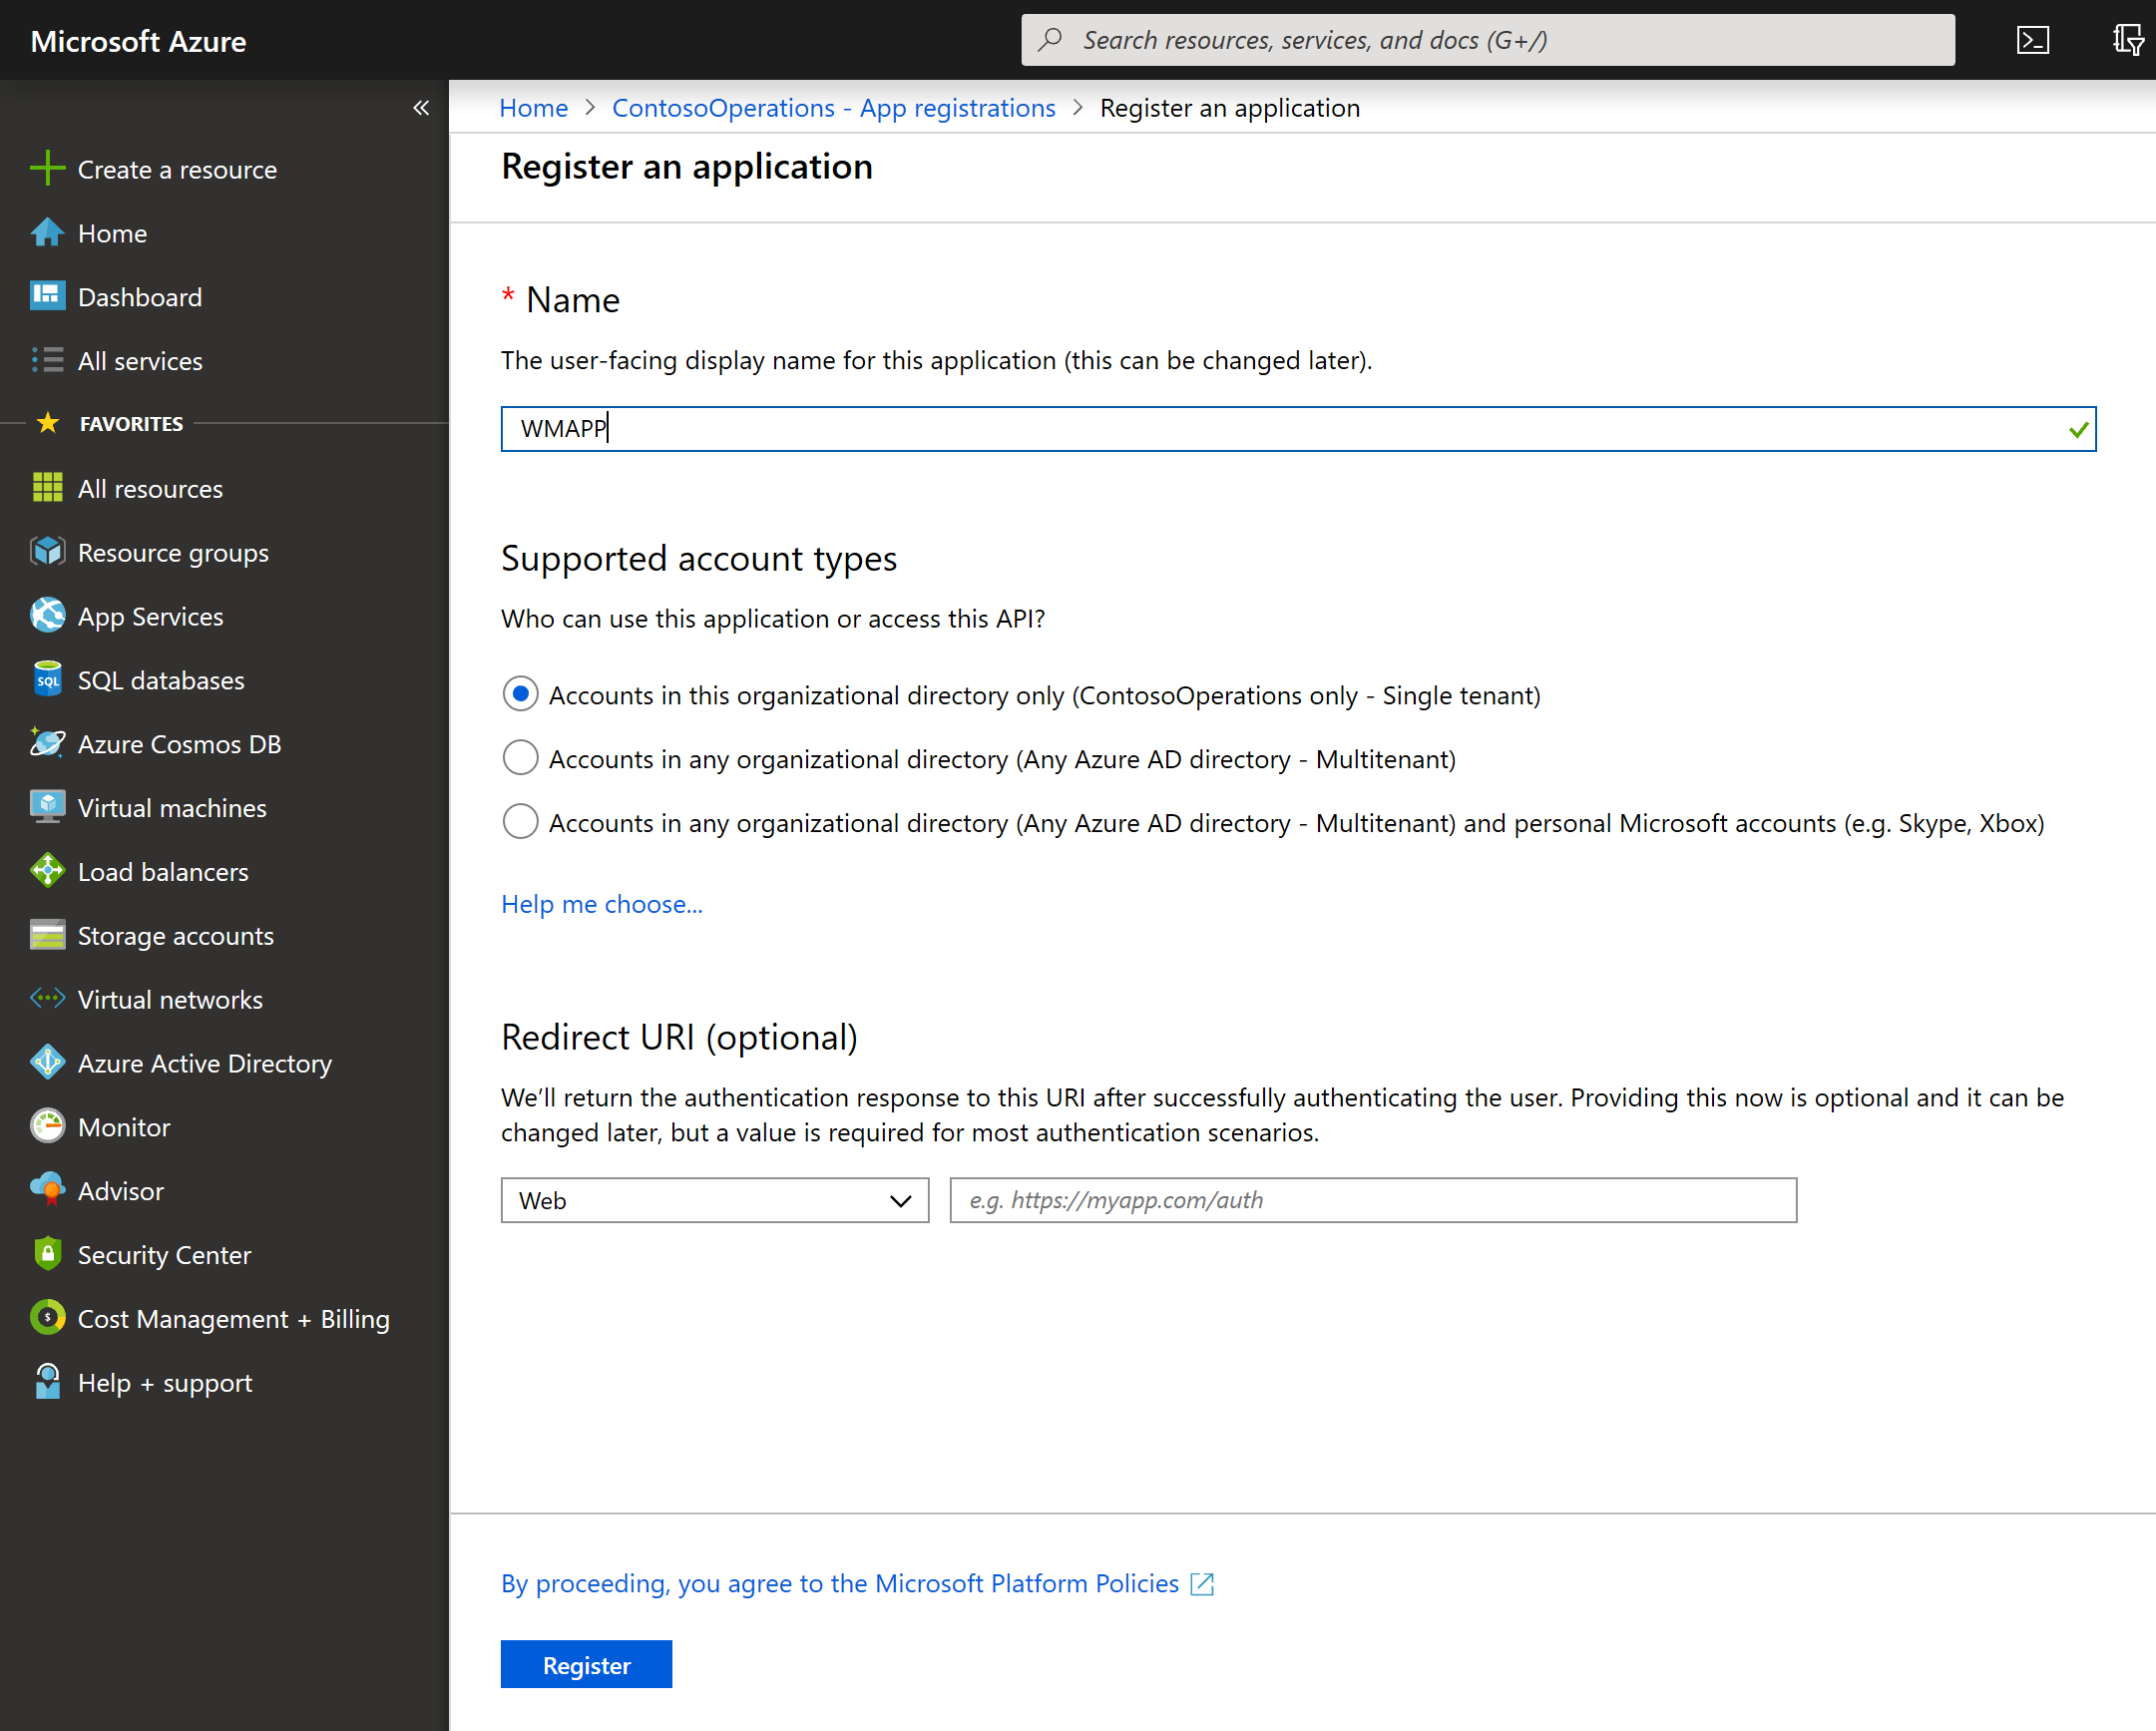 Microsoft Azure
Search resources, services, and docs (G+/)
Create a resource
Home
Dashboard
All services
FAVORITES
All resources
Resource groups
App Services
SQL
SQL databases
Azure Cosmos DB
Virtual machines
Load balancers
Storage accounts
Virtual networks
Azure Active Directory
Monitor
Advisor
Security Center
$
Cost Management + Billing
Help + support
Home > ContosoOperations - App registrations > Register an application
Register an application
* Name
The user-facing display name for this application (this can be changed later).
WMAPP
Supported account types
Who can use this application or access this API?
Accounts in this organizational directory only (ContosoOperations only - Single tenant)
Accounts in any organizational directory (Any Azure AD directory - Multitenant)
Accounts in any organizational directory (Any Azure AD directory - Multitenant) and personal Microsoft accounts (e.g. Skype, Xbox)
Help me choose...
Redirect URI (optional)
We’ll return the authentication response to this URI after successfully authenticating the user. Providing this now is optional and it can be
changed later, but a value is required for most authentication scenarios.
Web
e.g. https://myapp.com/auth
By proceeding, you agree to the Microsoft Platform Policies
Register